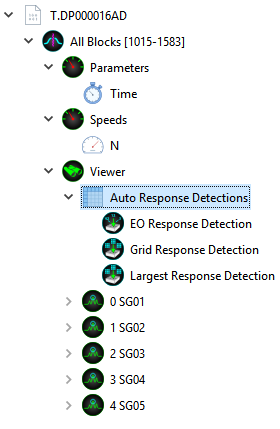 T.DP000016AD
All Blocks [1015-1583]
Parameters
Time
Speeds
N
Viewer
Auto Response Detections
EO Response Detection
Grid Response Detection
Largest Response Detection
0 SG01
1 SG02
2 SG03
3 SG04
4 SG05